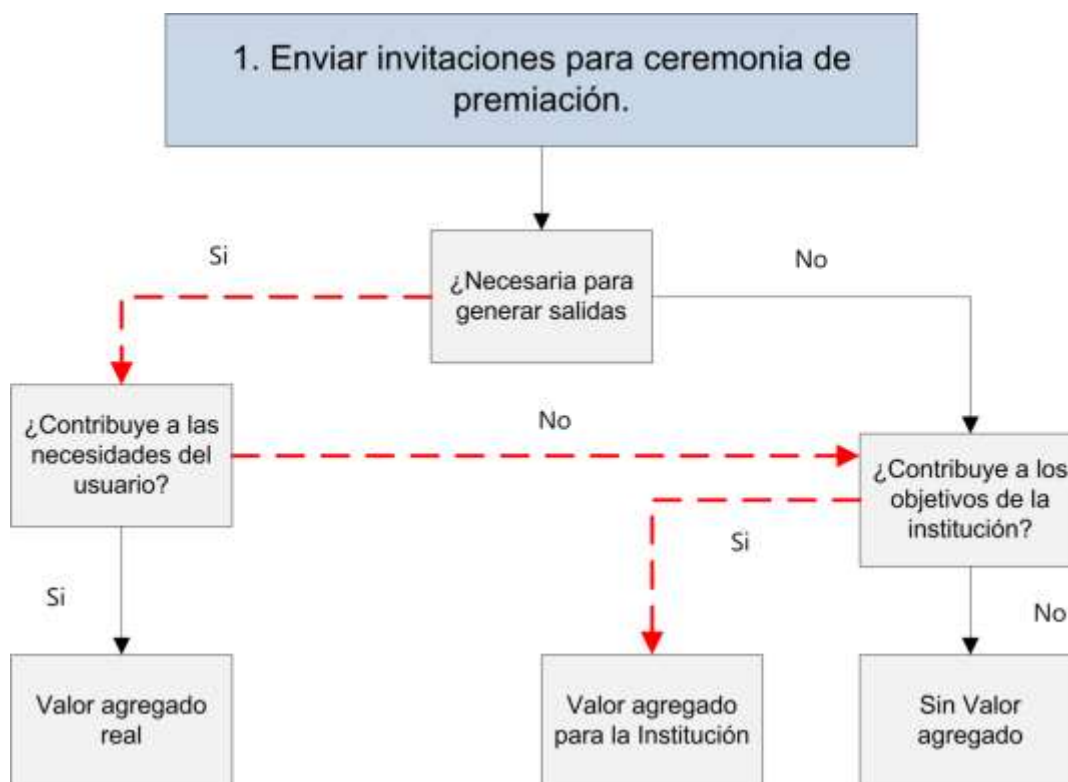 1. Enviar invitaciones para ceremonia de
premiación.
Si
No
¿Necesaria para
generar salidas
¿Contribuye a las
necesidades del
usuario?
No
¿Contribuye a los
objetivos de la
institución?
Si
Si
No
Valor agregado
real
Valor agregado
para la Institución
Sin Valor
agregado